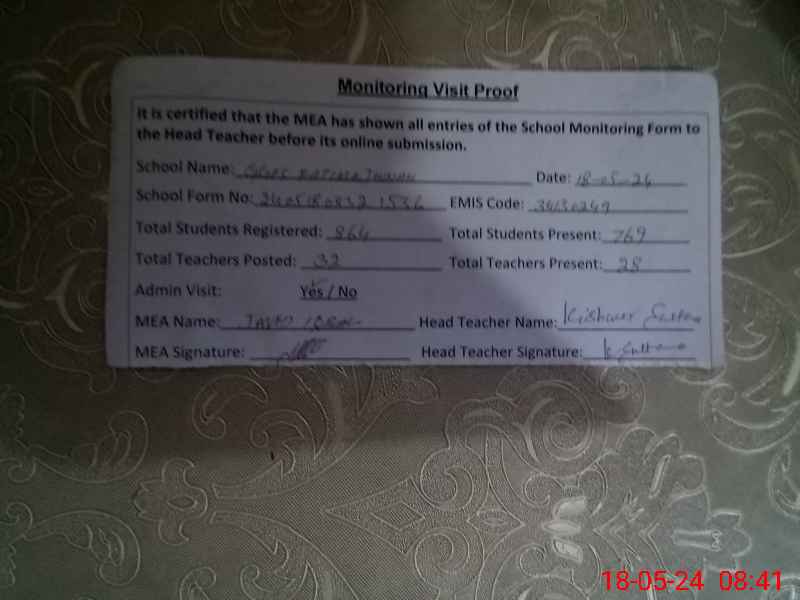 Monitoring Visit Proof
It is certified that the MEA has shown all entries of the School Monitoring Form to
the Head Teacher before its online submission.
School Name: Date: 18-05-24
School Form No: EMIS Code:
Total Students Registered: 864 Total Students Present: 769
Total Teachers Posted: 32 Total Teachers Present: 28
Admin Visit: Yes / No
MEA Name: Head Teacher Name: Kishwer Sultana
MEA Signature: Head Teacher Signature: K Sultana
18-05-24 08:41